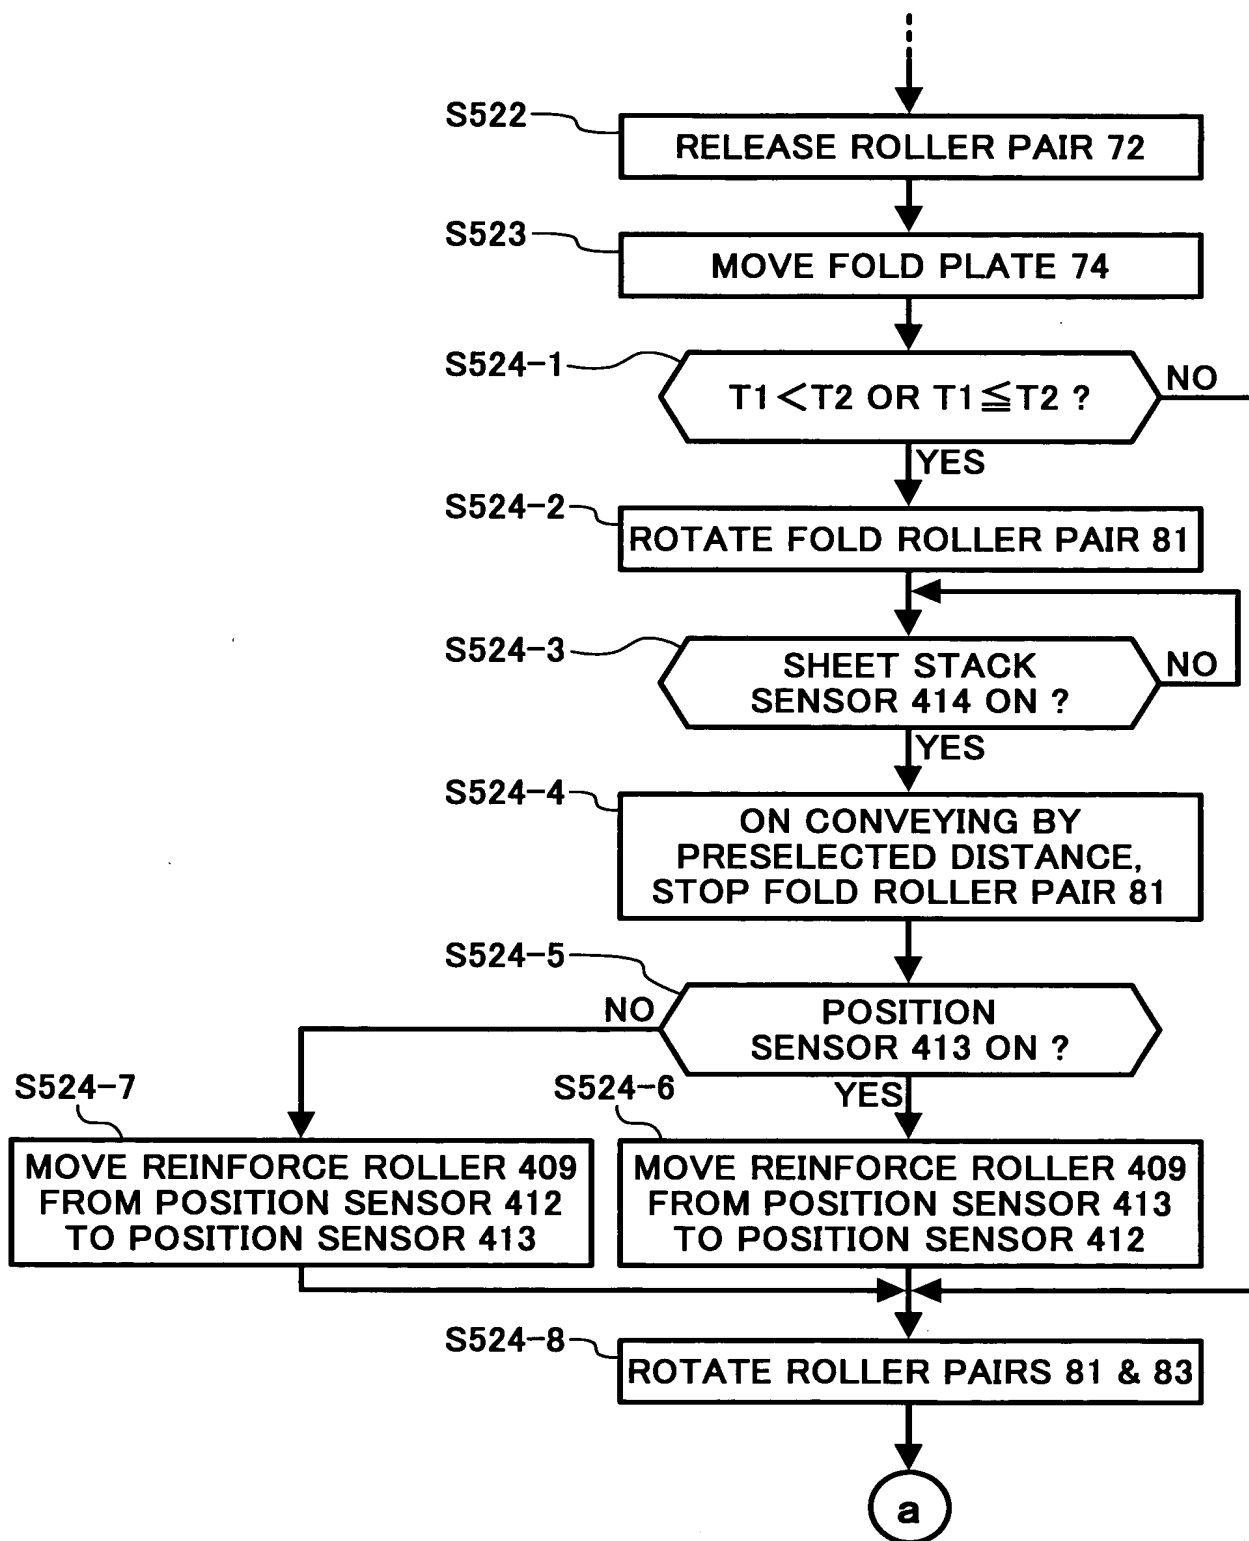 S522
RELEASE ROLLER PAIR 72
S523
MOVE FOLD PLATE 74
S524-1
T1<T2 OR T1≦T2 ?
NO
YES
S524-2
ROTATE FOLD ROLLER PAIR 81
S524-3
SHEET STACK
SENSOR 414 ON ?
NO
YES
S524-4
ON CONVEYING BY
PRESELECTED DISTANCE,
STOP FOLD ROLLER PAIR 81
S524-5
POSITION
SENSOR 413 ON ?
NO
YES
S524-7
MOVE REINFORCE ROLLER 409
FROM POSITION SENSOR 412
TO POSITION SENSOR 413
S524-6
MOVE REINFORCE ROLLER 409
FROM POSITION SENSOR 413
TO POSITION SENSOR 412
S524-8
ROTATE ROLLER PAIRS 81 & 83
a